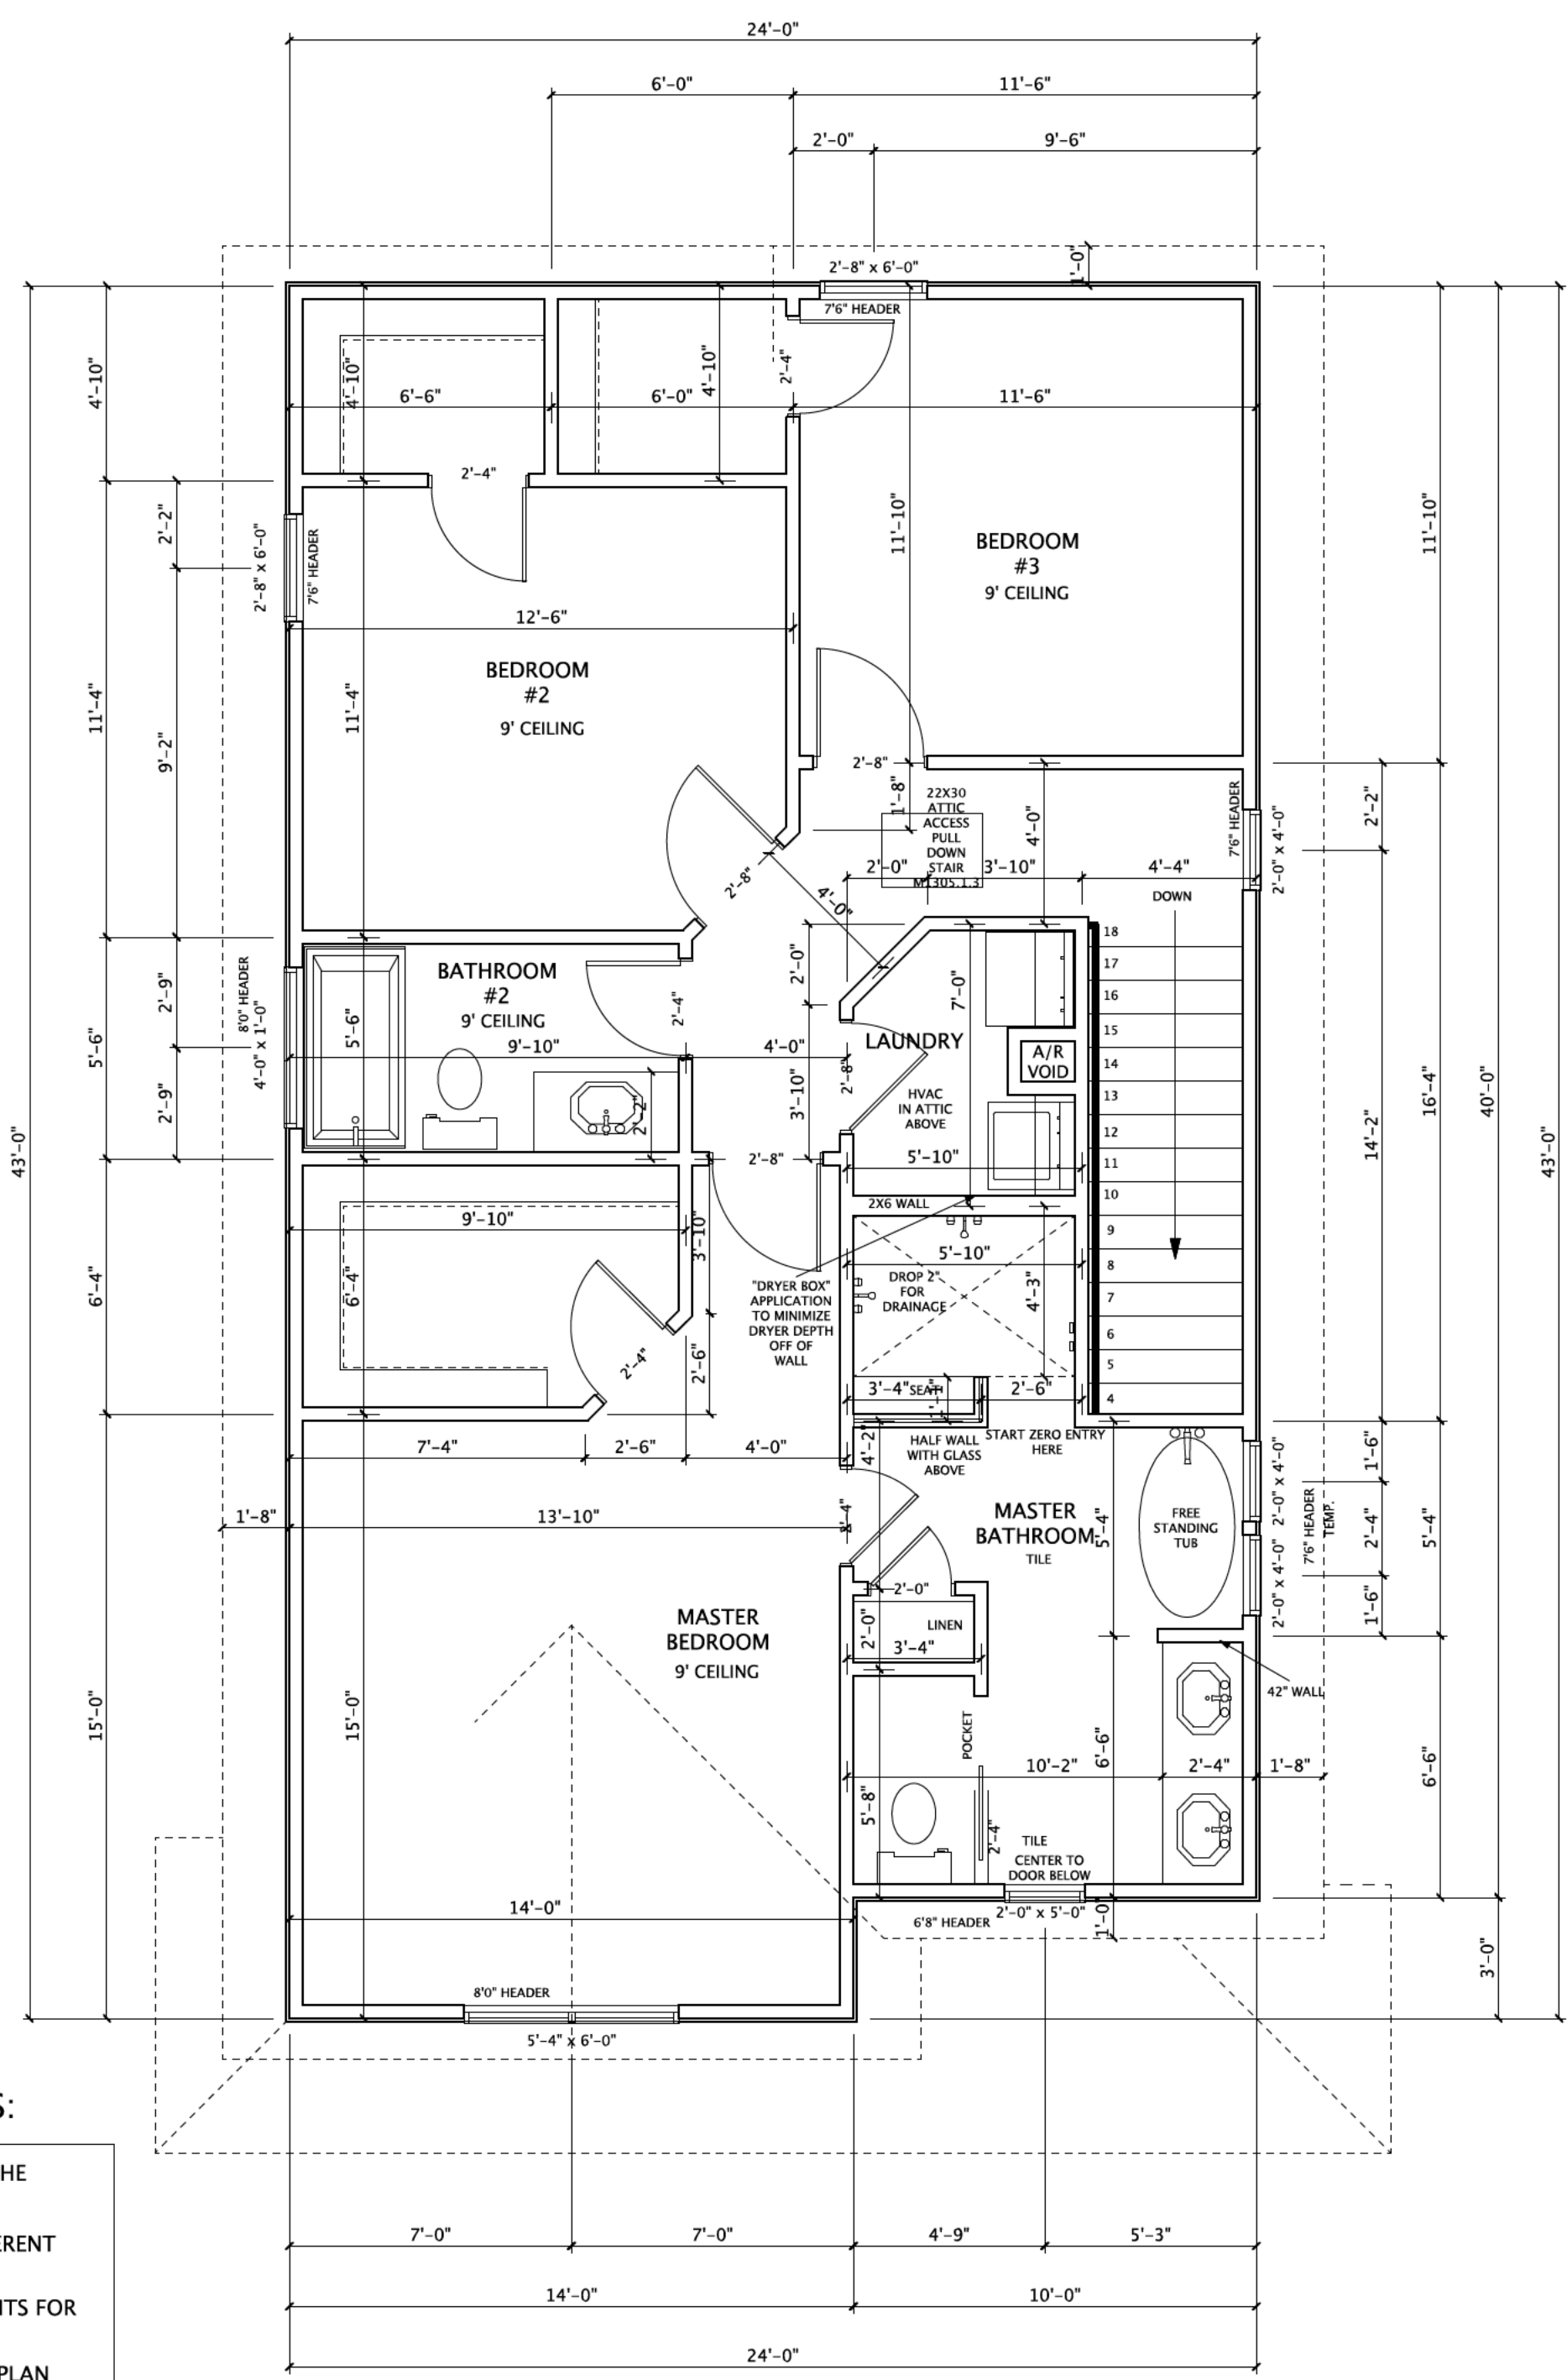 24'-0"
6'-0"
11'-6"
2'-0"
9'-6"
1'-0"
2'-8" x 6'-0"
7'6" HEADER
4'-10"
4'-10"
4'-10"
2'-4"
6'-6"
6'-0"
11'-6"
2'-4"
2'-2"
2'-8" x 6'-0"
7'6" HEADER
11'-10"
11'-10"
BEDROOM
#3
9' CEILING
12'-6"
BEDROOM
#2
9' CEILING
11'-4"
11'-4"
9'-2"
2'-8"
1'-8"
22X30
ATTIC
ACCESS
PULL
DOWN
STAIR
M1305.1.3
4'-0"
7'6" HEADER
2'-0" x 4'-0"
2'-2"
2'-8"
4'-0"
2'-0"
3'-10"
4'-4"
DOWN
18
17
16
15
14
13
12
11
10
9
8
7
6
5
4
BATHROOM
#2
9' CEILING
8'0" HEADER
4'-0" x 1'-0"
2'-9"
2'-9"
5'-6"
5'-6"
9'-10"
2'-4"
4'-0"
2'-0"
7'-0"
LAUNDRY
A/R
VOID
2'-8"
3'-10"
HVAC
IN ATTIC
ABOVE
2'-2"
2'-8"
5'-10"
14'-2"
16'-4"
40'-0"
43'-0"
43'-0"
2X6 WALL
9'-10"
3'-10"
5'-10"
DROP 2"
FOR
DRAINAGE
4'-3"
"DRYER BOX"
APPLICATION
TO MINIMIZE
DRYER DEPTH
OFF OF
WALL
6'-4"
6'-4"
2'-4"
2'-6"
3'-4"
SEAT
2'-6"
7'-4"
2'-6"
4'-0"
4'-2"
HALF WALL
WITH GLASS
ABOVE
START ZERO ENTRY
HERE
1'-8"
13'-10"
2'-4"
MASTER
BATHROOM
TILE
5'-4"
FREE
STANDING
TUB
2'-0" x 4'-0"
2'-0" x 4'-0"
7'6" HEADER
TEMP.
1'-6"
2'-4"
1'-6"
5'-4"
2'-0"
LINEN
2'-0"
3'-4"
MASTER
BEDROOM
9' CEILING
42" WALL
15'-0"
15'-0"
POCKET
10'-2"
6'-6"
2'-4"
1'-8"
6'-6"
5'-8"
2'-4"
TILE
CENTER TO
DOOR BELOW
14'-0"
6'8" HEADER
2'-0" x 5'-0"
1'-0"
3'-0"
8'0" HEADER
5'-4" x 6'-0"
S:
HE
ERENT
ITS FOR
PLAN
7'-0"
7'-0"
4'-9"
5'-3"
14'-0"
10'-0"
24'-0"